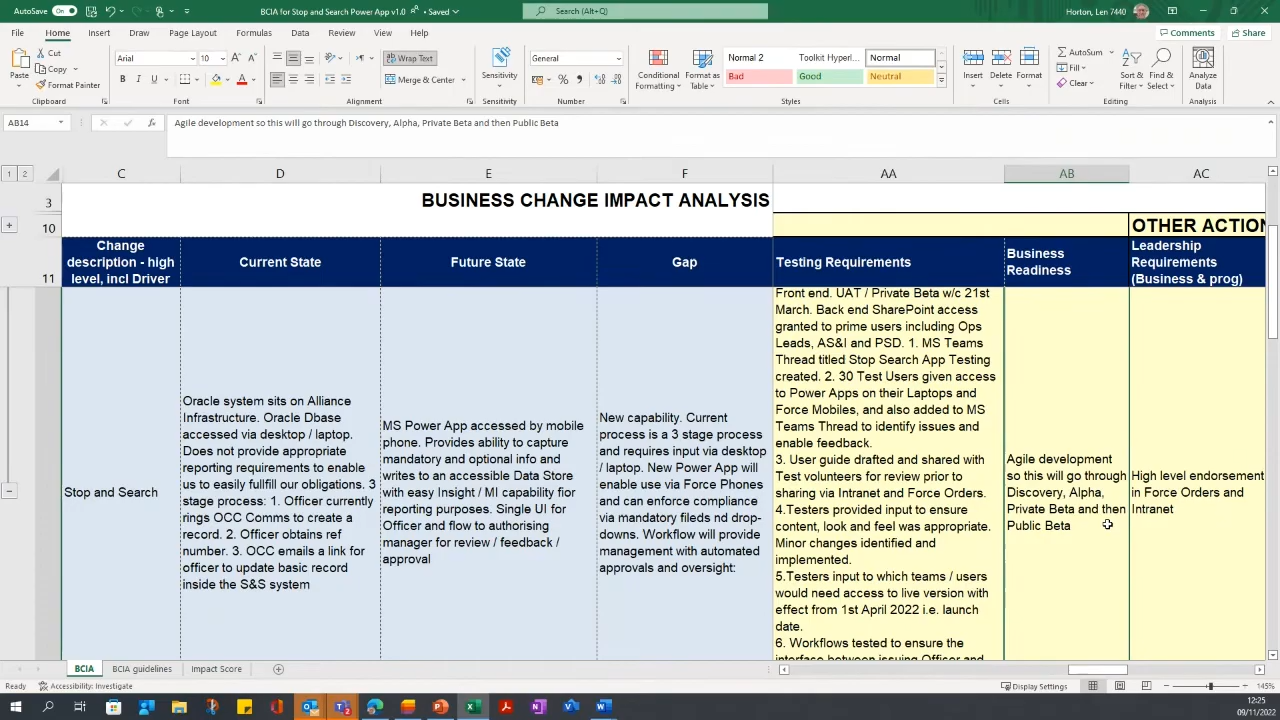 AutoSave On BCIA for Stop and Search Power App v1.0 • Saved Search (Alt+Q) Horton, Len 7440
File Home Insert Draw Page Layout Formulas Data Review View Help Comments Share
Paste Cut Copy Format Painter Arial 10 Wrap Text Merge & Center General Sensitivity Conditional Formatting Format as Table Normal 2 Toolkit Hyperl... Normal Bad Good Neutral Insert Delete Format AutoSum Fill Clear Sort & Filter Find & Select Analyze Data
Clipboard Font Alignment Sensitivity Number Styles Cells Editing Analysis
AB14 fx Agile development so this will go through Discovery, Alpha, Private Beta and then Public Beta
1 2 C D E F AA AB AC
3 BUSINESS CHANGE IMPACT ANALYSIS
10 OTHER ACTION
11
Change
description - high
level, incl Driver
Current State
Future State
Gap
Testing Requirements
Business
Readiness
Leadership
Requirements
(Business & prog)
Stop and Search
Oracle system sits on Alliance
Infrastructure. Oracle Dbase
accessed via desktop / laptop.
Does not provide appropriate
reporting requirements to enable
us to easily fullfill our obligations. 3
stage process: 1. Officer currently
rings OCC Comms to create a
record. 2. Officer obtains ref
number. 3. OCC emails a link for
officer to update basic record
inside the S&S system
MS Power App accessed by mobile
phone. Provides ability to capture
mandatory and optional info and
writes to an accessible Data Store
with easy Insight / MI capability fior
reporting purposes. Single UI for
Officer and flow to authorising
manager for review / feedback /
approval
New capability. Current
process is a 3 stage process
and requires input via desktop
/ laptop. New Power App will
enable use via Force Phones
and can enforce compliance
via mandatory fileds nd drop-
downs. Workflow will provide
management with automated
approvals and oversight:
Front end. UAT / Private Beta w/c 21st
March. Back end SharePoint access
granted to prime users including Ops
Leads, AS&I and PSD. 1. MS Teams
Thread titled Stop Search App Testing
created. 2. 30 Test Users given access
to Power Apps on their Laptops and
Force Mobiles, and also added to MS
Teams Thread to identify issues and
enable feedback.
3. User guide drafted and shared with
Test volunteers for review prior to
sharing via Intranet and Force Orders.
4.Testers provided input to ensure
content, look and feel was appropriate.
Minor changes identified and
implemented.
5.Testers input to which teams / users
would need access to live version with
effect from 1st April 2022 i.e. launch
date.
6. Workflows tested to ensure the
interface between issuing Officer and
Agile development
so this will go through
Discovery, Alpha,
Private Beta and then
Public Beta
High level endorsement
in Force Orders and
Intranet
BCIA BCIA guidelines Impact Score
Ready Accessibility: Investigate Display Settings 145%
12:25
09/11/2022